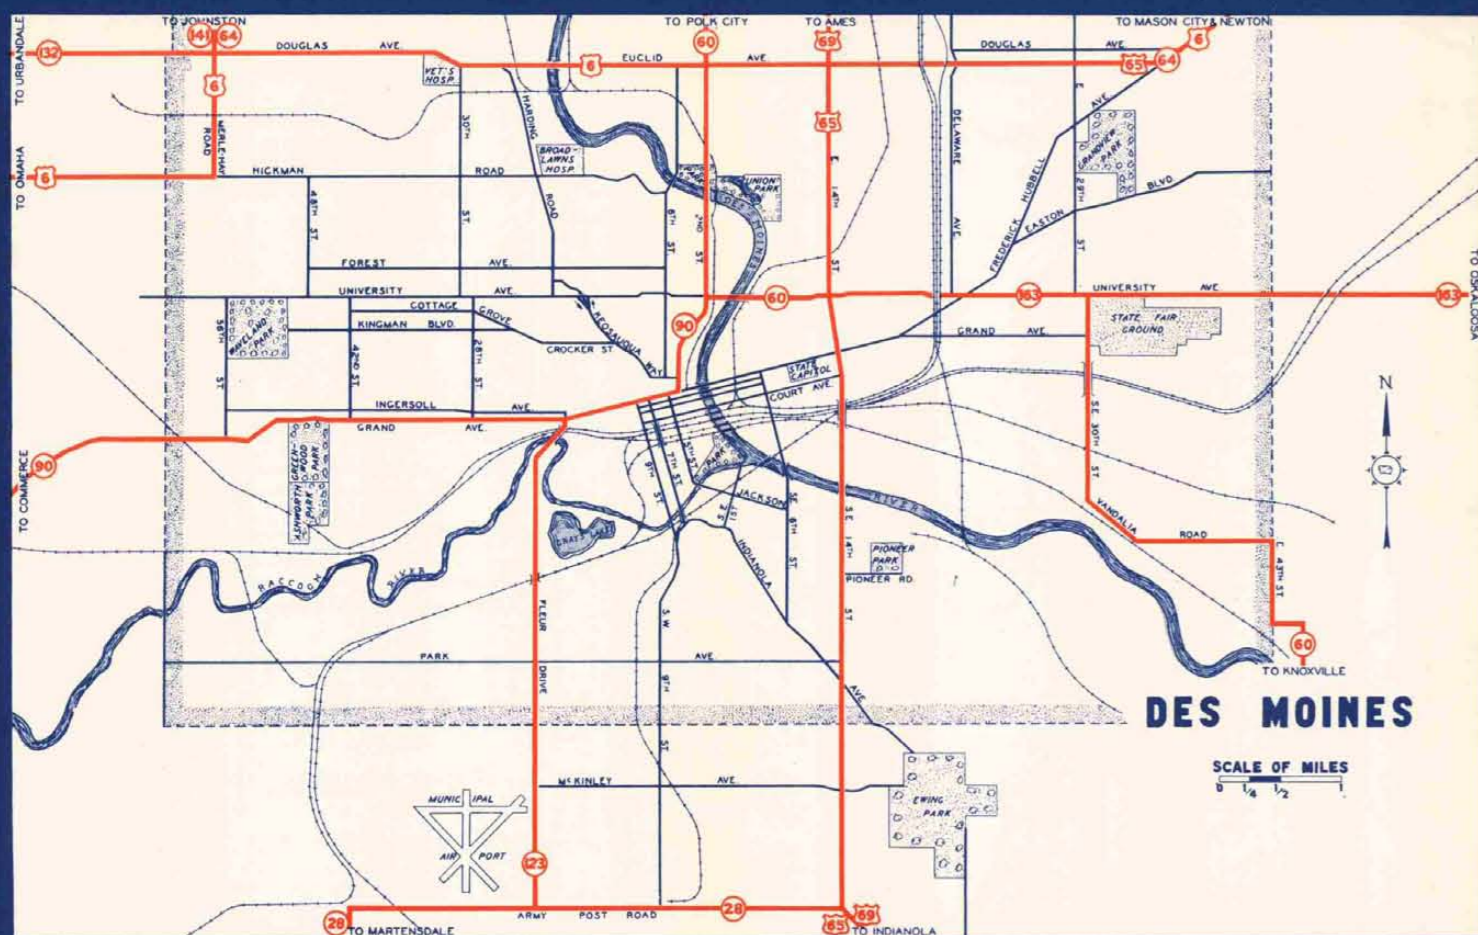 TO JOHNSTON
TO POLK CITY
TO AMES
TO MASON CITY & NEWTON
TO URBANDALE
132
141
64
60
69
6
DOUGLAS AVE.
VET'S HOSP.
6
EUCLID AVE.
DOUGLAS AVE.
65
64
6
65
TO OMAHA
6
MERLE HAY ROAD
HICKMAN ROAD
30TH ST.
HARDING ROAD
BROAD-LAWNS HOSP.
UNION PARK
DES MOINES
6TH ST.
2ND ST.
E 14TH ST
DELAWARE AVE.
FREDERICK HUBBELL AVE.
GRANDVIEW PARK
EASTON BLVD.
E 29TH ST
48TH ST.
FOREST AVE.
UNIVERSITY AVE.
60
163
UNIVERSITY AVE.
163
TO OSKALOOSA
COTTAGE GROVE
KINGMAN BLVD.
WAVELAND PARK
56TH ST
42ND ST
28TH ST.
CROCKER ST
KEOSAUQUA WAY
90
GRAND AVE.
STATE FAIR GROUND
STATE CAPITOL
COURT AVE.
INGERSOLL AVE.
GRAND AVE.
90
TO COMMERCE
ASHWORTH PARK
GREENWOOD PARK
9TH ST
7TH ST.
5TH ST.
PARK
JACKSON
S.E. 1ST
SE 6TH ST
S.E. 30TH ST
N
GRAYS LAKE
RIVER
VANDALIA ROAD
E 43RD ST
RACCOON RIVER
INDIANOLA AVE
PIONEER PARK
PIONEER RD.
S.E. 14TH ST
FLEUR DRIVE
S W 9TH ST
PARK AVE
60
TO KNOXVILLE
DES MOINES
SCALE OF MILES
0 1/4 1/2 1
McKINLEY AVE.
MUNICIPAL
AIR PORT
EWING PARK
123
28
ARMY POST ROAD
28
65
69
TO MARTENSDALE
TO INDIANOLA